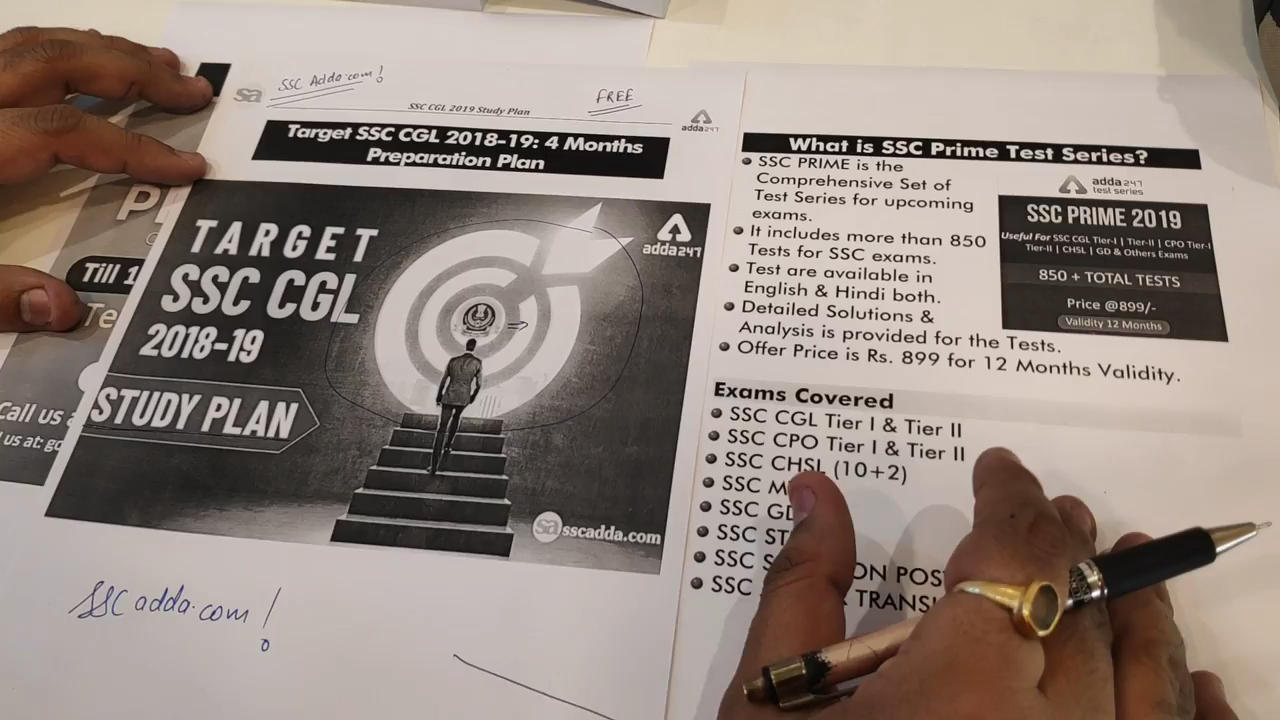 sa
SSC Adda.com!
SSC CGL 2019 Study Plan
FREE
adda247
Target SSC CGL 2018-19: 4 Months
Preparation Plan
TARGET
SSC CGL
2018-19
STUDY PLAN
adda247
sa sscadda.com
SSC adda.com!
Till 1
Call us
us at: go
What is SSC Prime Test Series?
SSC PRIME is the
Comprehensive Set of
Test Series for upcoming
exams.
It includes more than 850
Tests for SSC exams.
Test are available in
English & Hindi both.
Detailed Solutions &
Analysis is provided for the Tests.
Offer Price is Rs. 899 for 12 Months Validity.
adda247
test series
SSC PRIME 2019
Useful For SSC CGL Tier-I | Tier-II | CPO Tier-I
Tier-II | CHSL | GD & Others Exams
850 + TOTAL TESTS
Price @899/-
Validity 12 Months
Exams Covered
SSC CGL Tier I & Tier II
SSC CPO Tier I & Tier II
SSC CHSL (10+2)
SSC
SSC GD
SSC
SSC
SSC